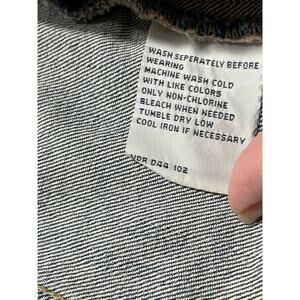 WASH SEPERATELY BEFORE
WEARING
MACHINE WASH COLD
WITH LIKE COLORS
ONLY NON-CHLORINE
BLEACH WHEN NEEDED
TUMBLE DRY LOW
COOL IRON IF NECESSARY
VDR D44 102